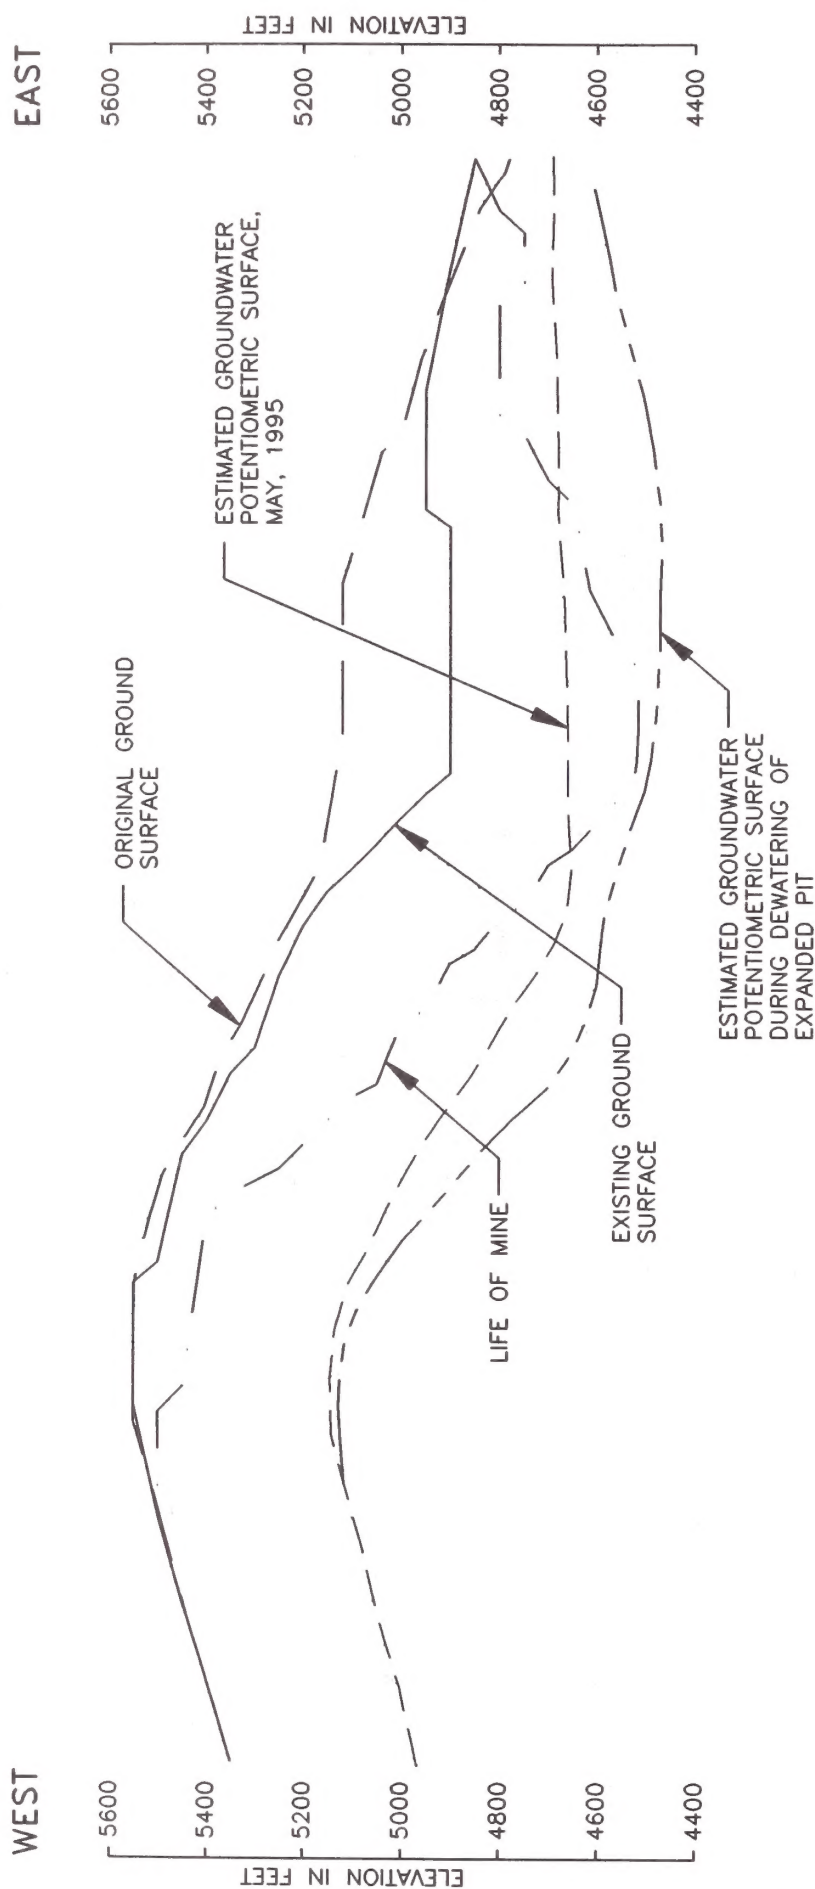 WEST
EAST
5600
5400
5200
5000
4800
4600
4400
ELEVATION IN FEET
ORIGINAL GROUND
SURFACE
ESTIMATED GROUNDWATER
POTENTIOMETRIC SURFACE,
MAY, 1995
LIFE OF MINE
EXISTING GROUND
SURFACE
ESTIMATED GROUNDWATER
POTENTIOMETRIC SURFACE
DURING DEWATERING OF
EXPANDED PIT
5600
5400
5200
5000
4800
4600
4400
ELEVATION IN FEET